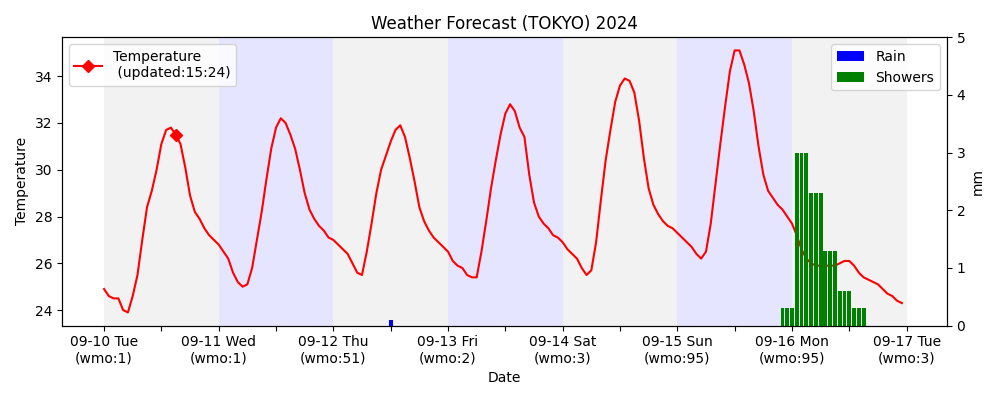 Weather Forecast (TOKYO) 2024
Temperature
(updated:15:24)
Rain
Showers
Temperature
34
32
30
28
26
24
5
4
3
2
1
0
mm
09-10 Tue 09-11 Wed 09-12 Thu 09-13 Fri 09-14 Sat 09-15 Sun 09-16 Mon 09-17 Tue
(wmo:1) (wmo:1) (wmo:51) (wmo:2) (wmo:3) (wmo:95) (wmo:95) (wmo:3)
Date